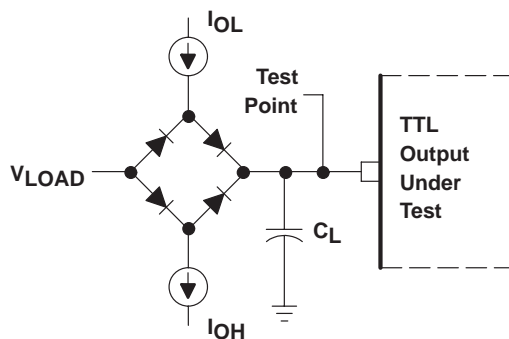 IOL
Test
Point
TTL
Output
Under
Test
VLOAD
CL
IOH